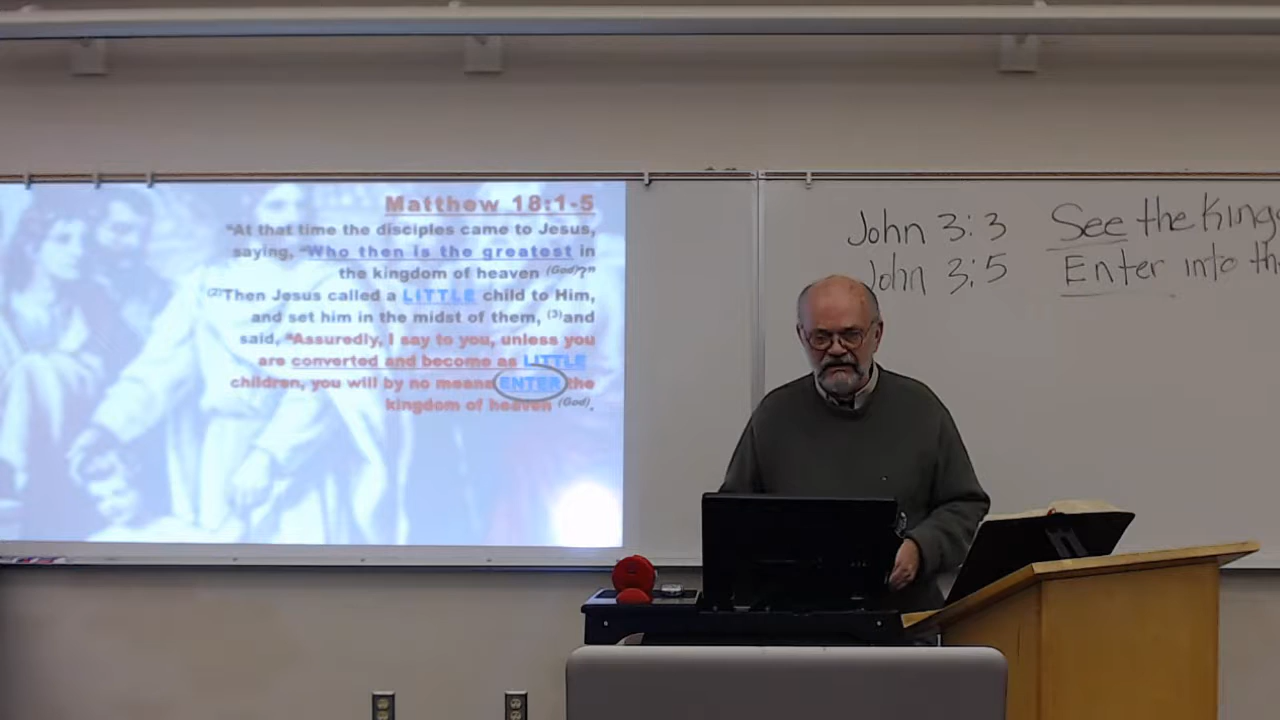 Matthew 18:1-5
“At that time the disciples came to Jesus,
saying, “Who then is the greatest in
the kingdom of heaven (God)?”
(2)Then Jesus called a LITTLE child to Him,
and set him in the midst of them, (3)and
said, “Assuredly, I say to you, unless you
are converted and become as LITTLE
children, you will by no means ENTER the
kingdom of heaven (God).
John 3:3 See the King
John 3:5 Enter into th